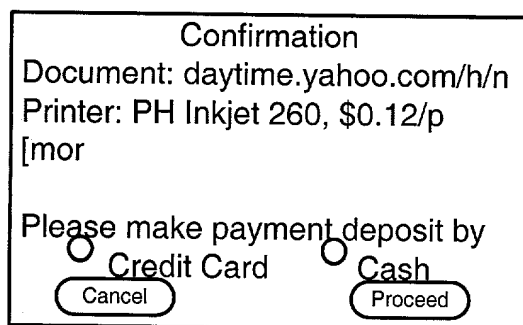 Confirmation
Document: daytime.yahoo.com/h/n
Printer: PH Inkjet 260, $0.12/p
[mor
Please make payment deposit by
Credit Card Cash
Cancel Proceed